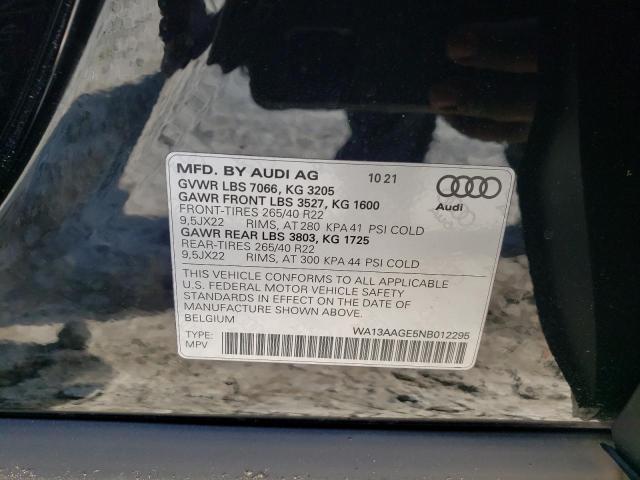 MFD. BY AUDI AG 10 21
GVWR LBS 7066, KG 3205
GAWR FRONT LBS 3527, KG 1600
FRONT-TIRES 265/40 R22
9,5JX22 RIMS, AT 280 KPA 41 PSI COLD
GAWR REAR LBS 3803, KG 1725
REAR-TIRES 265/40 R22
9,5JX22 RIMS, AT 300 KPA 44 PSI COLD
Audi
THIS VEHICLE CONFORMS TO ALL APPLICABLE
U.S. FEDERAL MOTOR VEHICLE SAFETY
STANDARDS IN EFFECT ON THE DATE OF
MANUFACTURE SHOWN ABOVE.
BELGIUM
WA13AAGE5NB012295
TYPE:
MPV